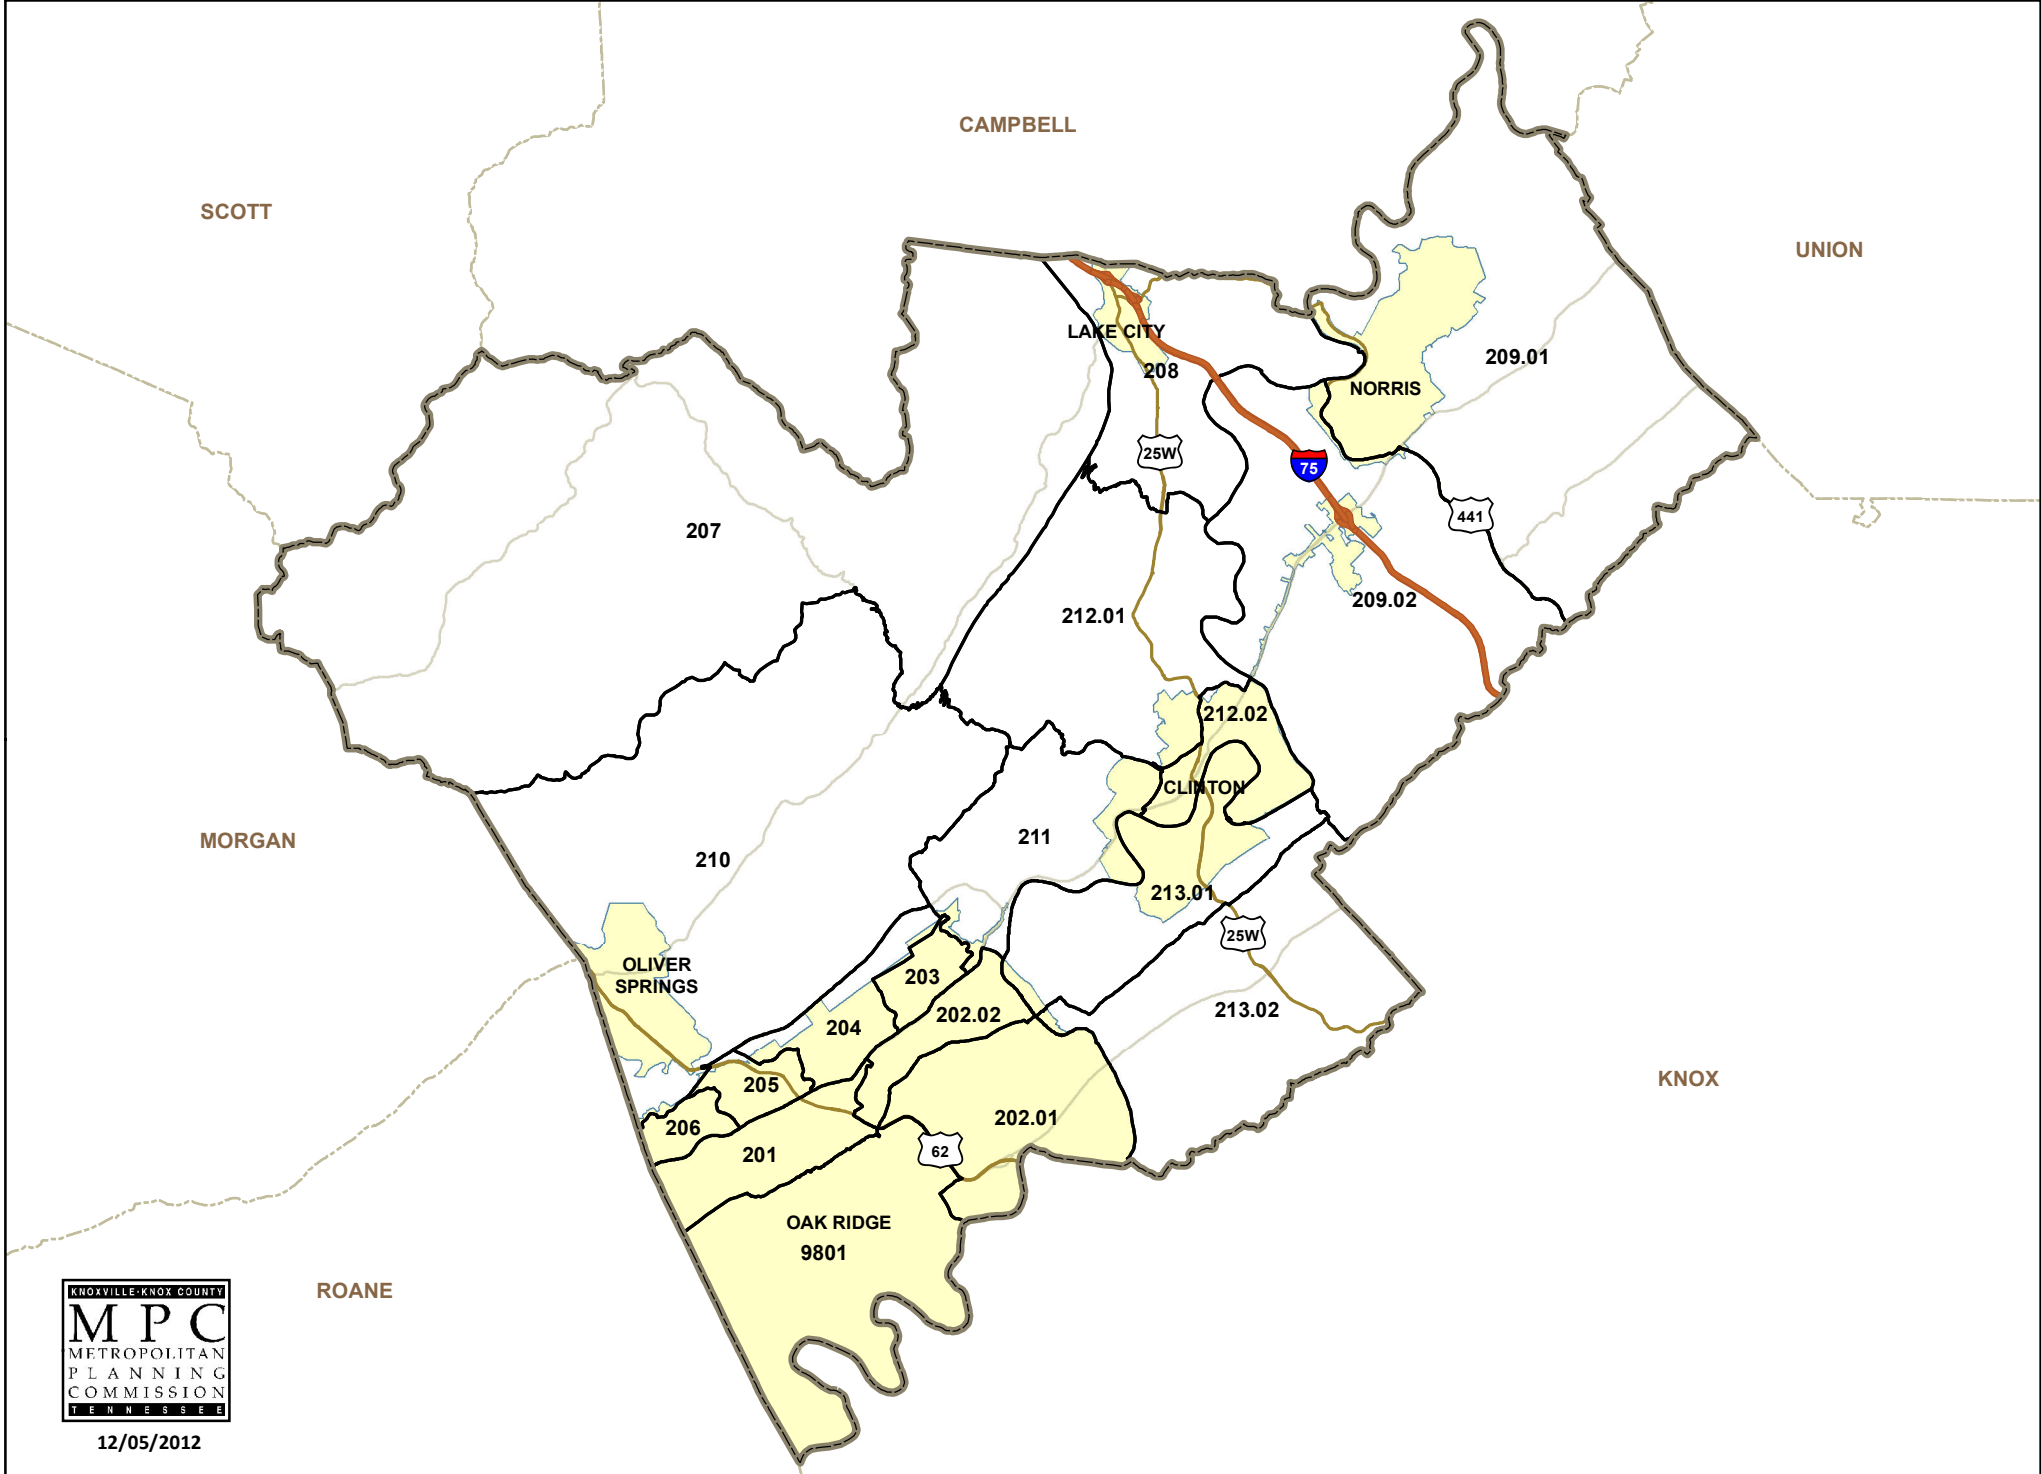 CAMPBELL
SCOTT
UNION
LAKE CITY
209.01
208
NORRIS
25W
75
441
207
209.02
212.01
212.02
CLINTON
211
MORGAN
210
213.01
25W
OLIVER
SPRINGS
203
202.02
213.02
204
KNOX
205
202.01
206
62
201
OAK RIDGE
9801
ROANE
KNOXVILLE·KNOX COUNTY
MPC
METROPOLITAN
PLANNING
COMMISSION
TENNESSEE
12/05/2012